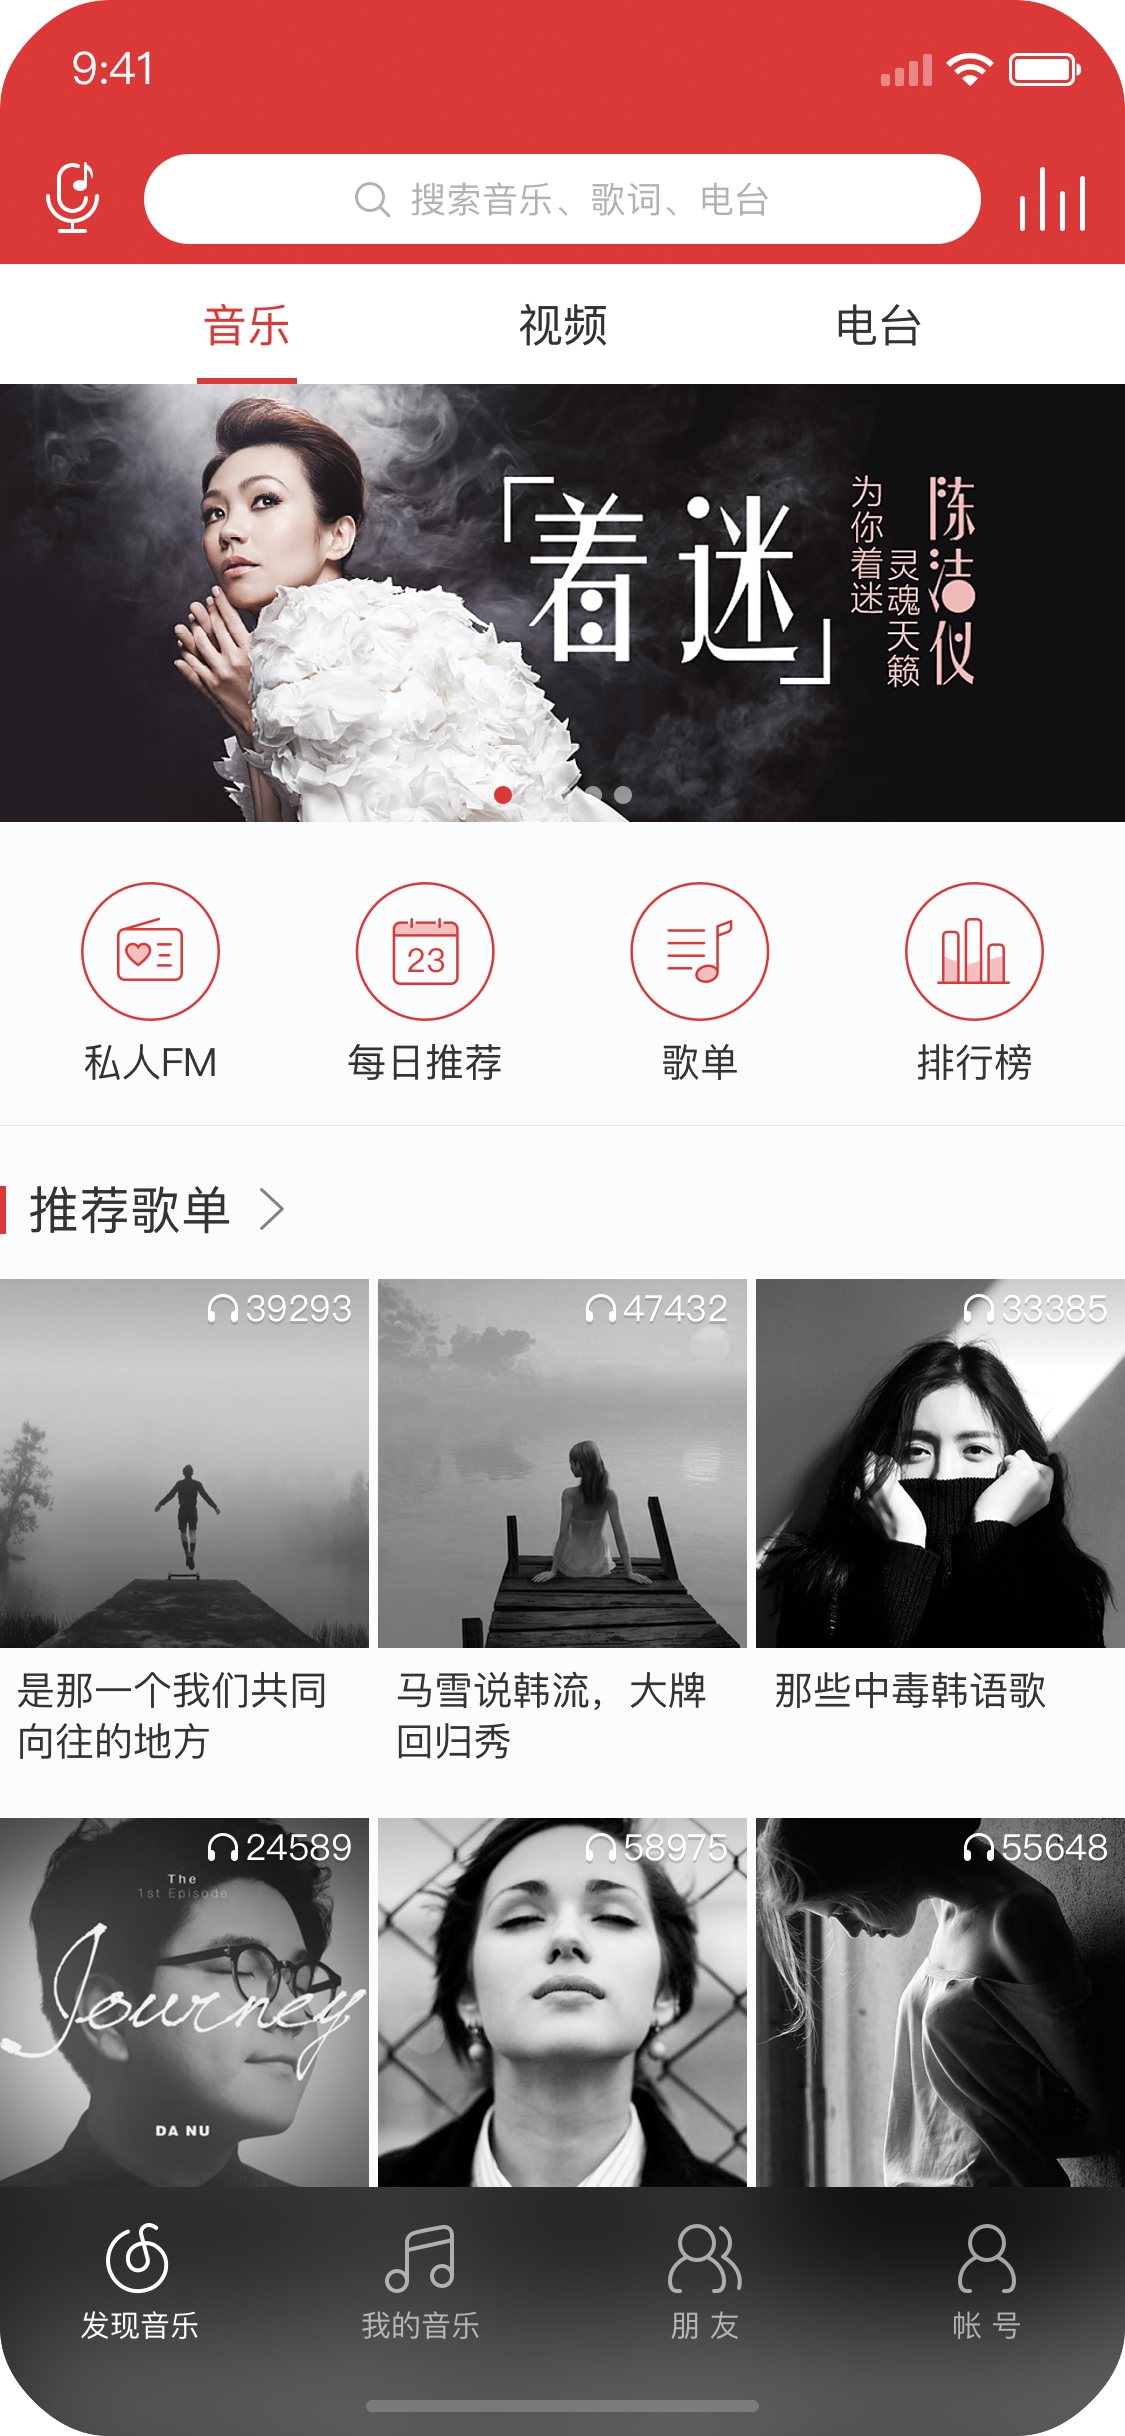 9:41
搜索音乐、歌词、电台
音乐
视频
电台
「着迷」
为你着迷
灵魂天籁
陈洁仪
23
私人FM
每日推荐
歌单
排行榜
推荐歌单
39293
47432
33385
是那一个我们共同
向往的地方
马雪说韩流，大牌
回归秀
那些中毒韩语歌
24589
58975
55648
The
1st Episode
Journey
DA NU
发现音乐
我的音乐
朋 友
帐 号